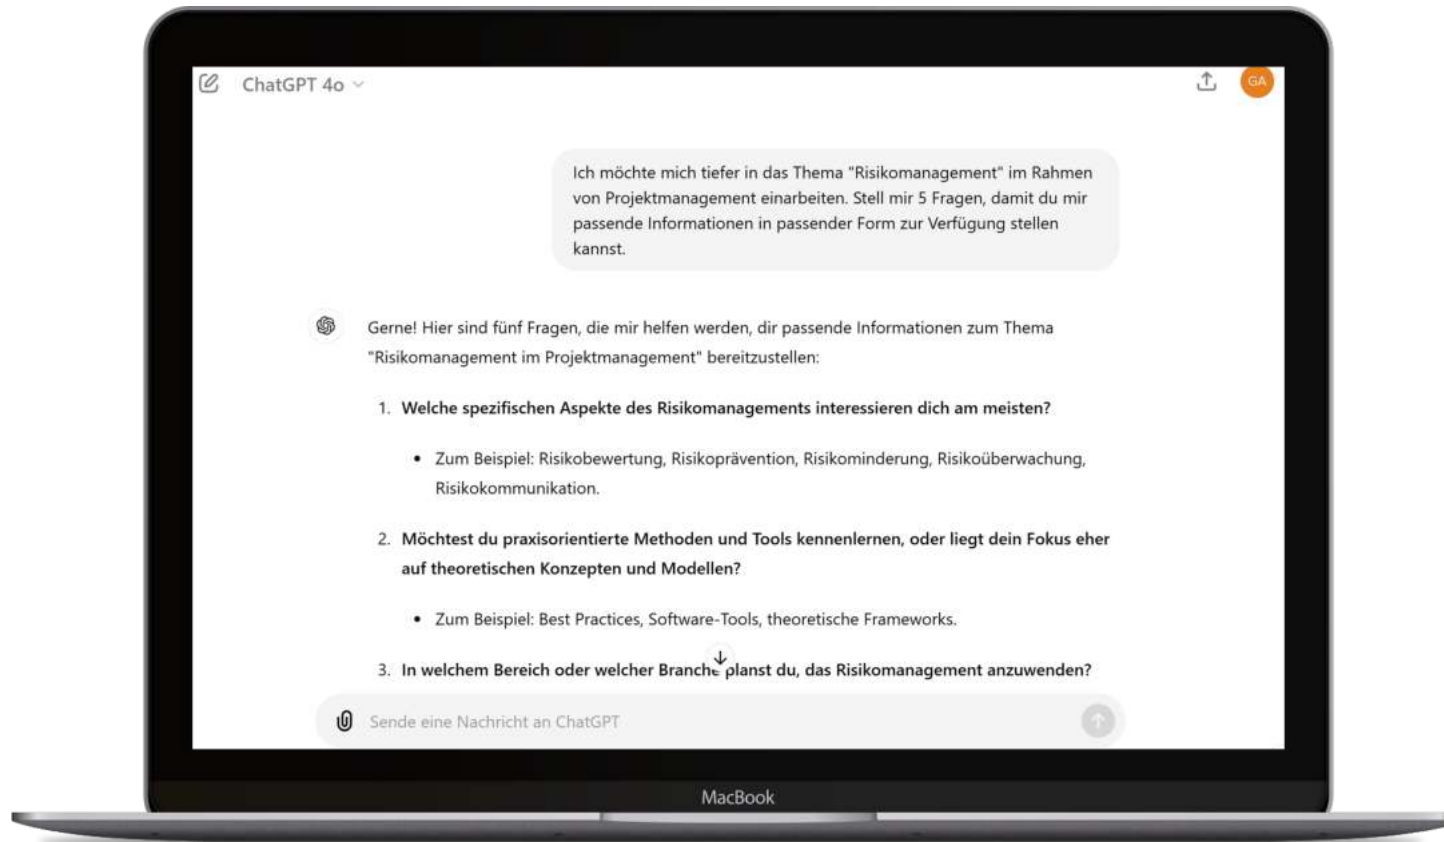 ChatGPT 4o
GA
Ich möchte mich tiefer in das Thema "Risikomanagement" im Rahmen
von Projektmanagement einarbeiten. Stell mir 5 Fragen, damit du mir
passende Informationen in passender Form zur Verfügung stellen
kannst.
Gerne! Hier sind fünf Fragen, die mir helfen werden, dir passende Informationen zum Thema
"Risikomanagement im Projektmanagement" bereitzustellen:
1. Welche spezifischen Aspekte des Risikomanagements interessieren dich am meisten?
• Zum Beispiel: Risikobewertung, Risikoprävention, Risikominderung, Risikoüberwachung,
Risikokommunikation.
2. Möchtest du praxisorientierte Methoden und Tools kennenlernen, oder liegt dein Fokus eher
auf theoretischen Konzepten und Modellen?
• Zum Beispiel: Best Practices, Software-Tools, theoretische Frameworks.
3. In welchem Bereich oder welcher Branche planst du, das Risikomanagement anzuwenden?
Sende eine Nachricht an ChatGPT
MacBook